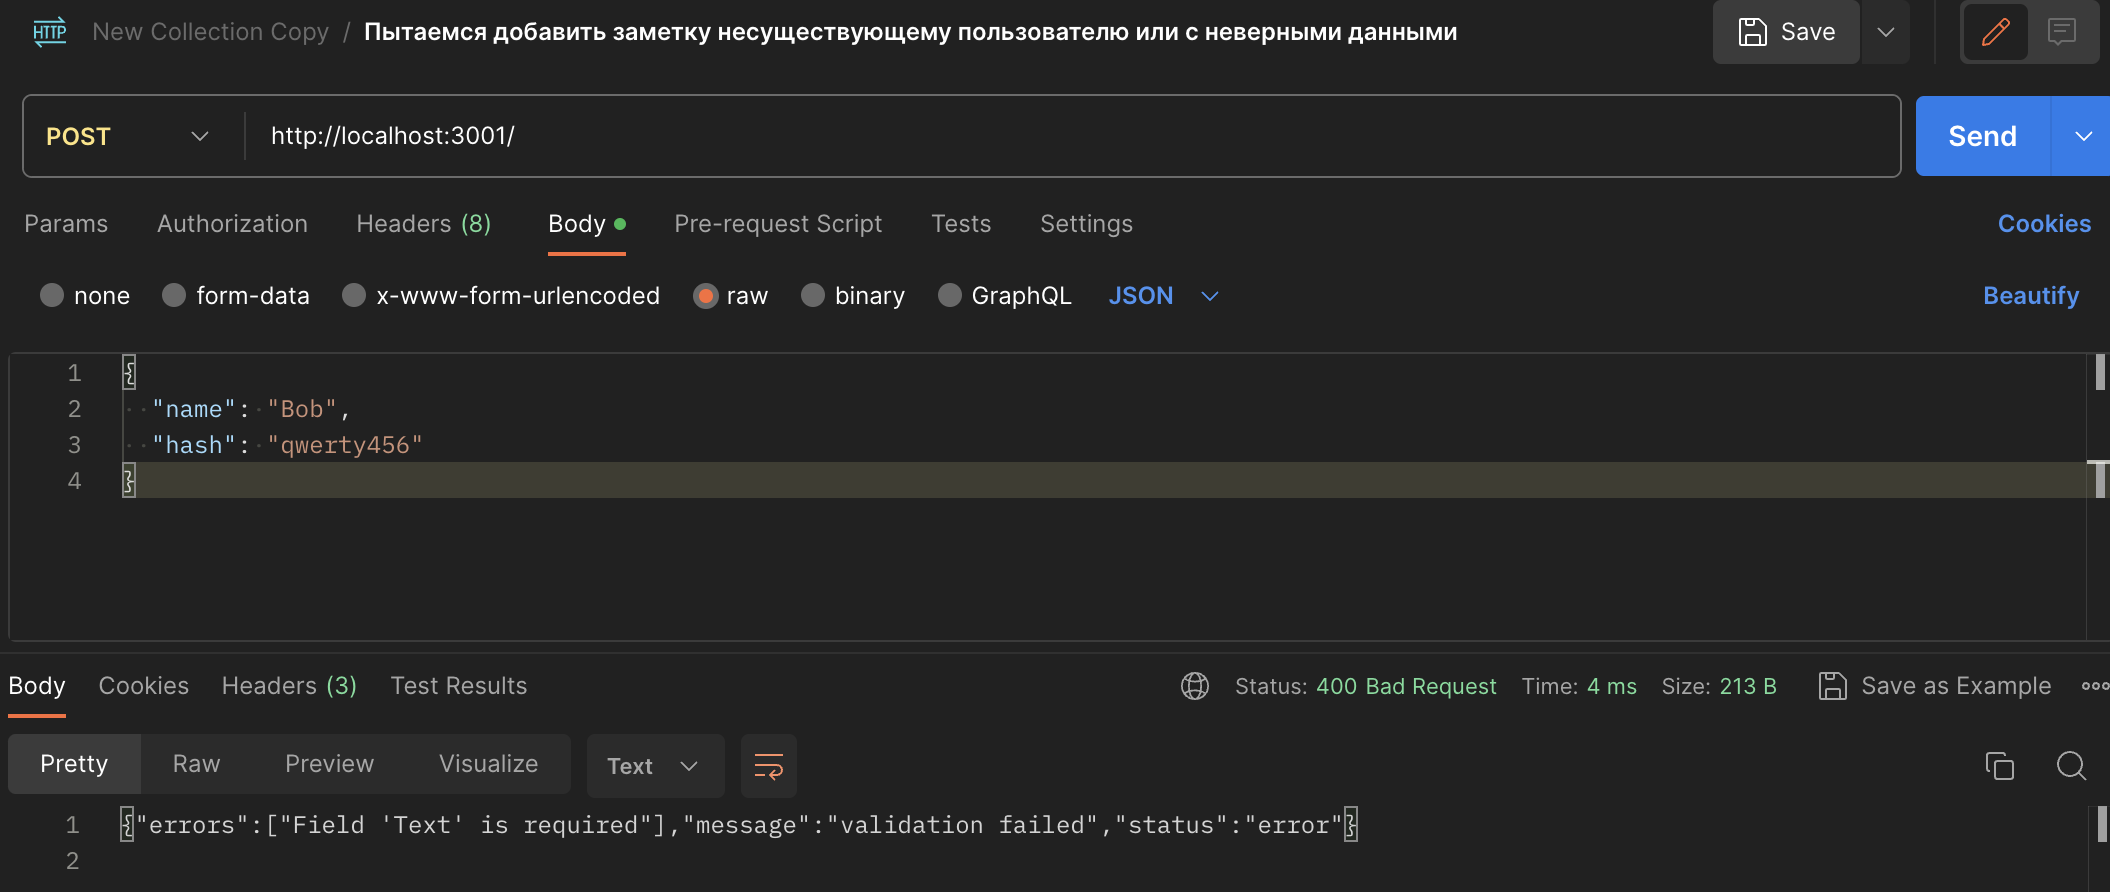 HTTP New Collection Copy / Пытаемся добавить заметку несуществующему пользователю или с неверными данными Save
POST http://localhost:3001/ Send
Params Authorization Headers (8) Body Pre-request Script Tests Settings Cookies
none form-data x-www-form-urlencoded raw binary GraphQL JSON Beautify
1 {
2 "name": "Bob",
3 "hash": "qwerty456"
4 }
Body Cookies Headers (3) Test Results Status: 400 Bad Request Time: 4 ms Size: 213 B Save as Example
Pretty Raw Preview Visualize Text
1 {"errors":["Field 'Text' is required"],"message":"validation failed","status":"error"}
2